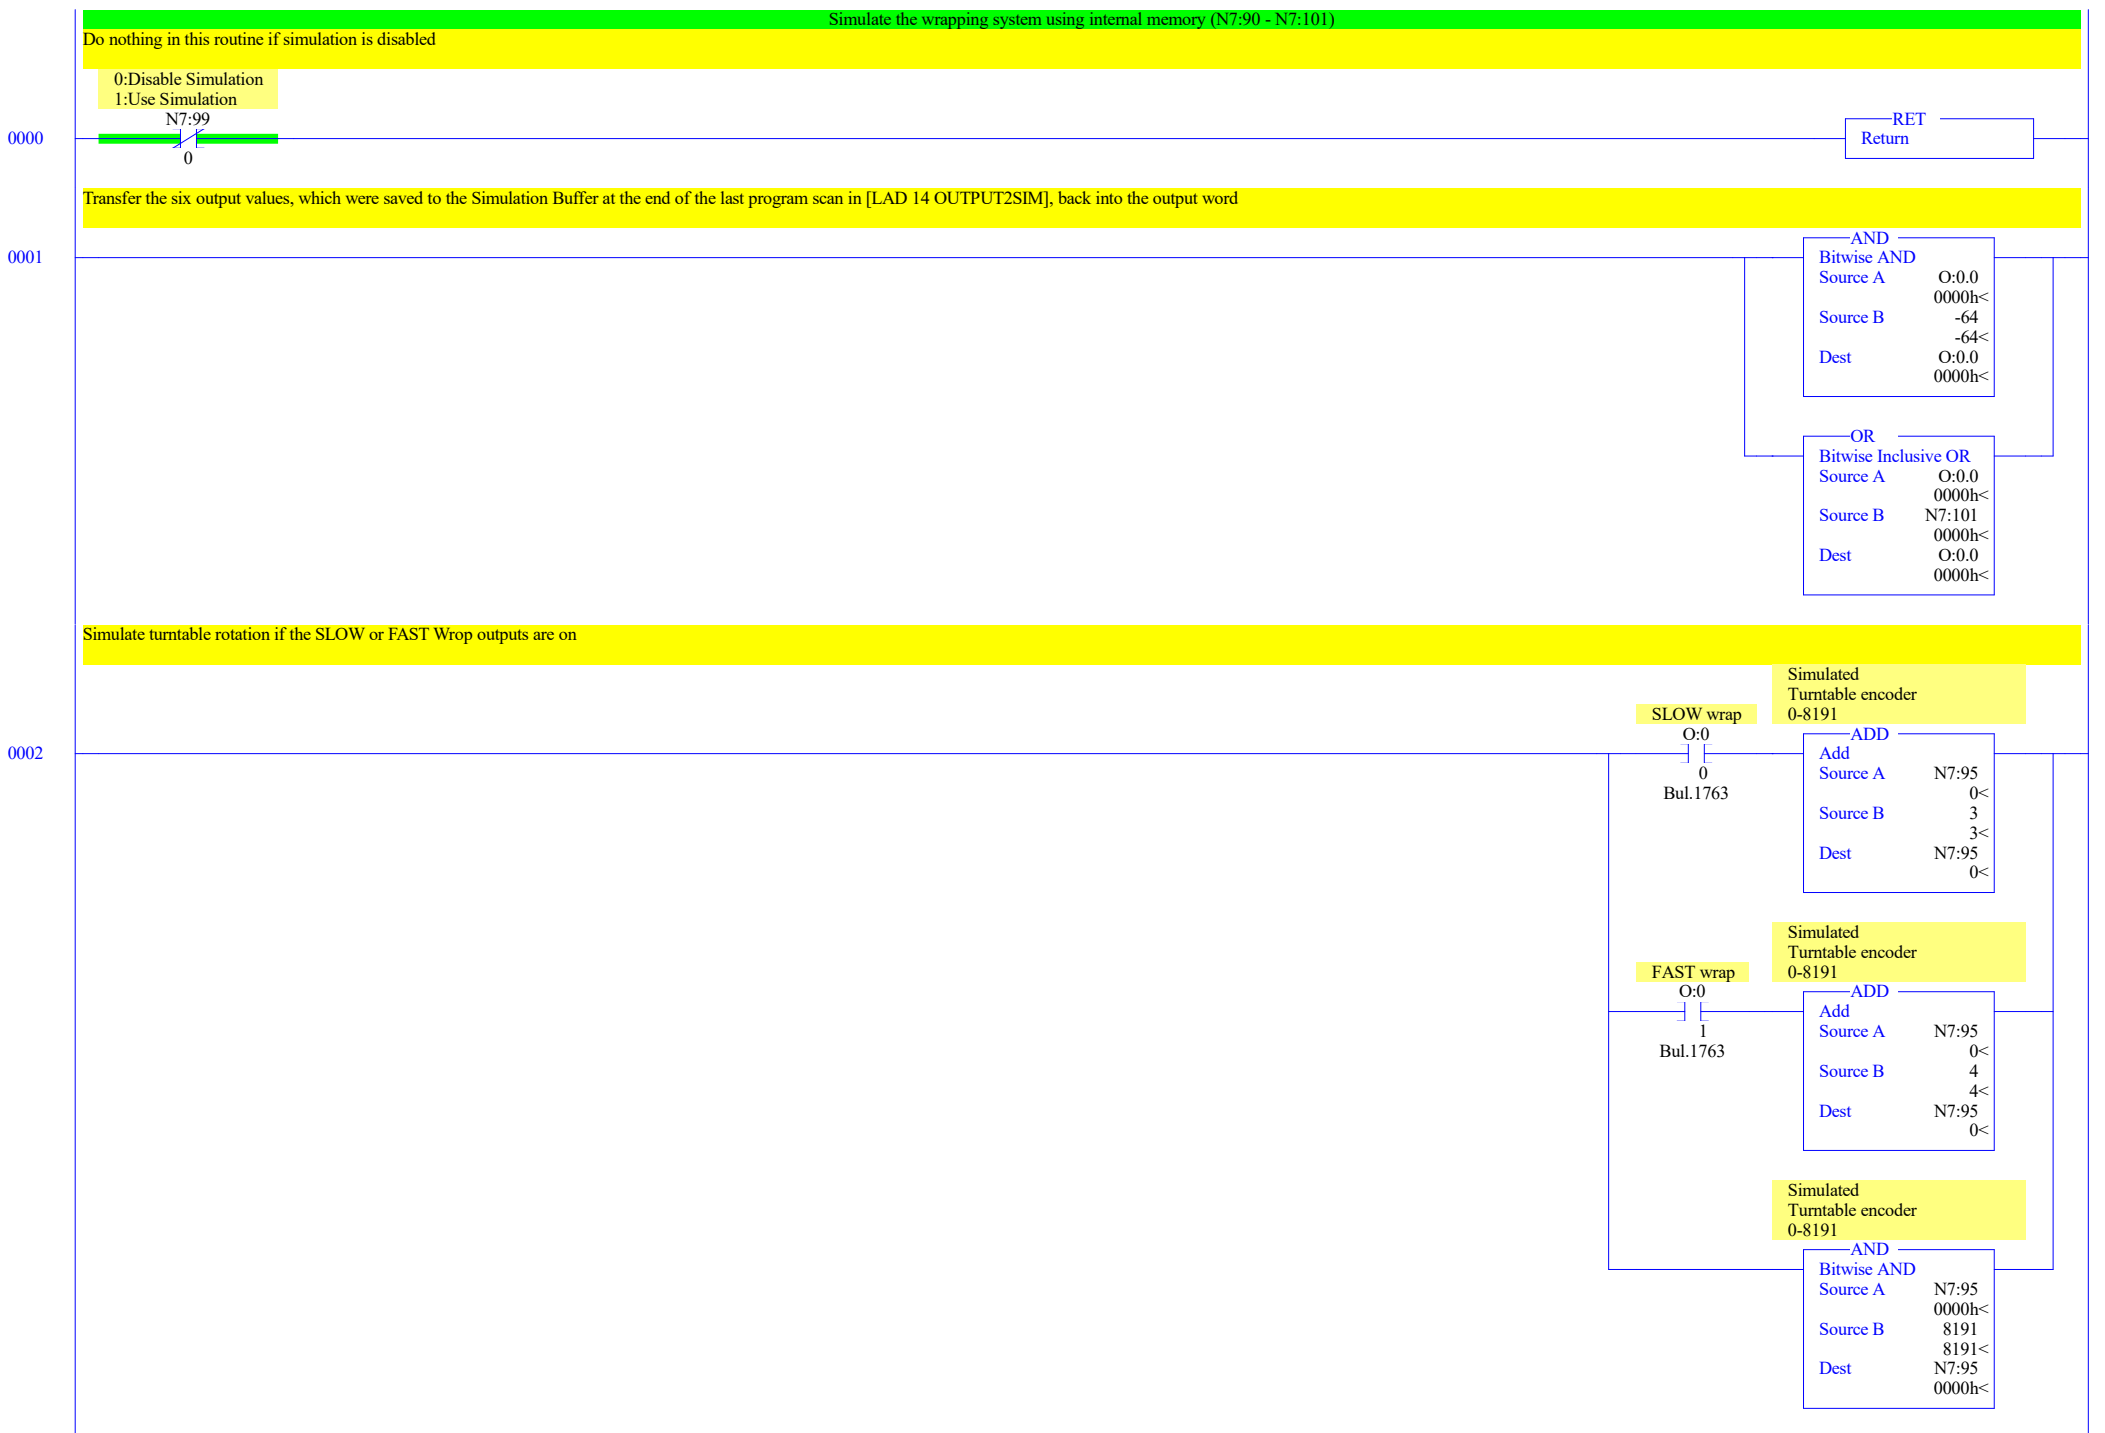 Simulate the wrapping system using internal memory (N7:90 - N7:101)
Do nothing in this routine if simulation is disabled
0:Disable Simulation
1:Use Simulation
N7:99
0000
0
RET
Return
Transfer the six output values, which were saved to the Simulation Buffer at the end of the last program scan in [LAD 14 OUTPUT2SIM], back into the output word
0001
AND
Bitwise AND
Source A O:0.0
0000h<
Source B -64
-64<
Dest O:0.0
0000h<
OR
Bitwise Inclusive OR
Source A O:0.0
0000h<
Source B N7:101
0000h<
Dest O:0.0
0000h<
Simulate turntable rotation if the SLOW or FAST Wrop outputs are on
0002
SLOW wrap
O:0
0
Bul.1763
Simulated
Turntable encoder
0-8191
ADD
Add
Source A N7:95
0<
Source B 3
3<
Dest N7:95
0<
FAST wrap
O:0
1
Bul.1763
Simulated
Turntable encoder
0-8191
ADD
Add
Source A N7:95
0<
Source B 4
4<
Dest N7:95
0<
Simulated
Turntable encoder
0-8191
AND
Bitwise AND
Source A N7:95
0000h<
Source B 8191
8191<
Dest N7:95
0000h<